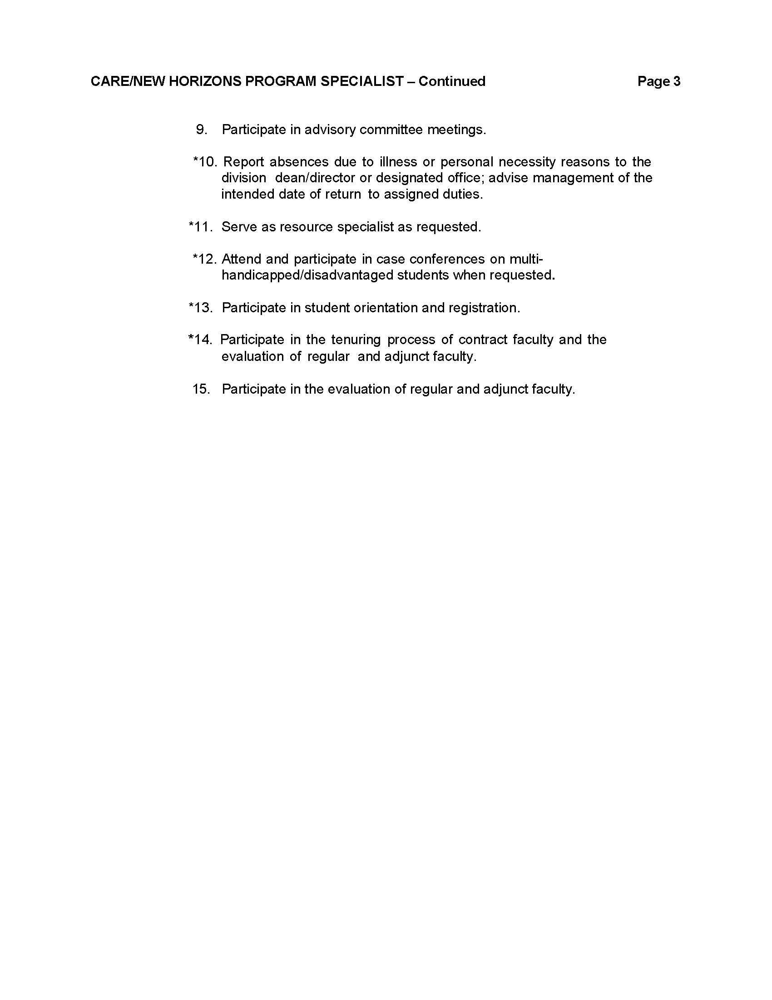 CARE/NEW HORIZONS PROGRAM SPECIALIST – Continued Page 3
9. Participate in advisory committee meetings.
*10. Report absences due to illness or personal necessity reasons to the
division dean/director or designated office; advise management of the
intended date of return to assigned duties.
*11. Serve as resource specialist as requested.
*12. Attend and participate in case conferences on multi-
handicapped/disadvantaged students when requested.
*13. Participate in student orientation and registration.
*14. Participate in the tenuring process of contract faculty and the
evaluation of regular and adjunct faculty.
15. Participate in the evaluation of regular and adjunct faculty.